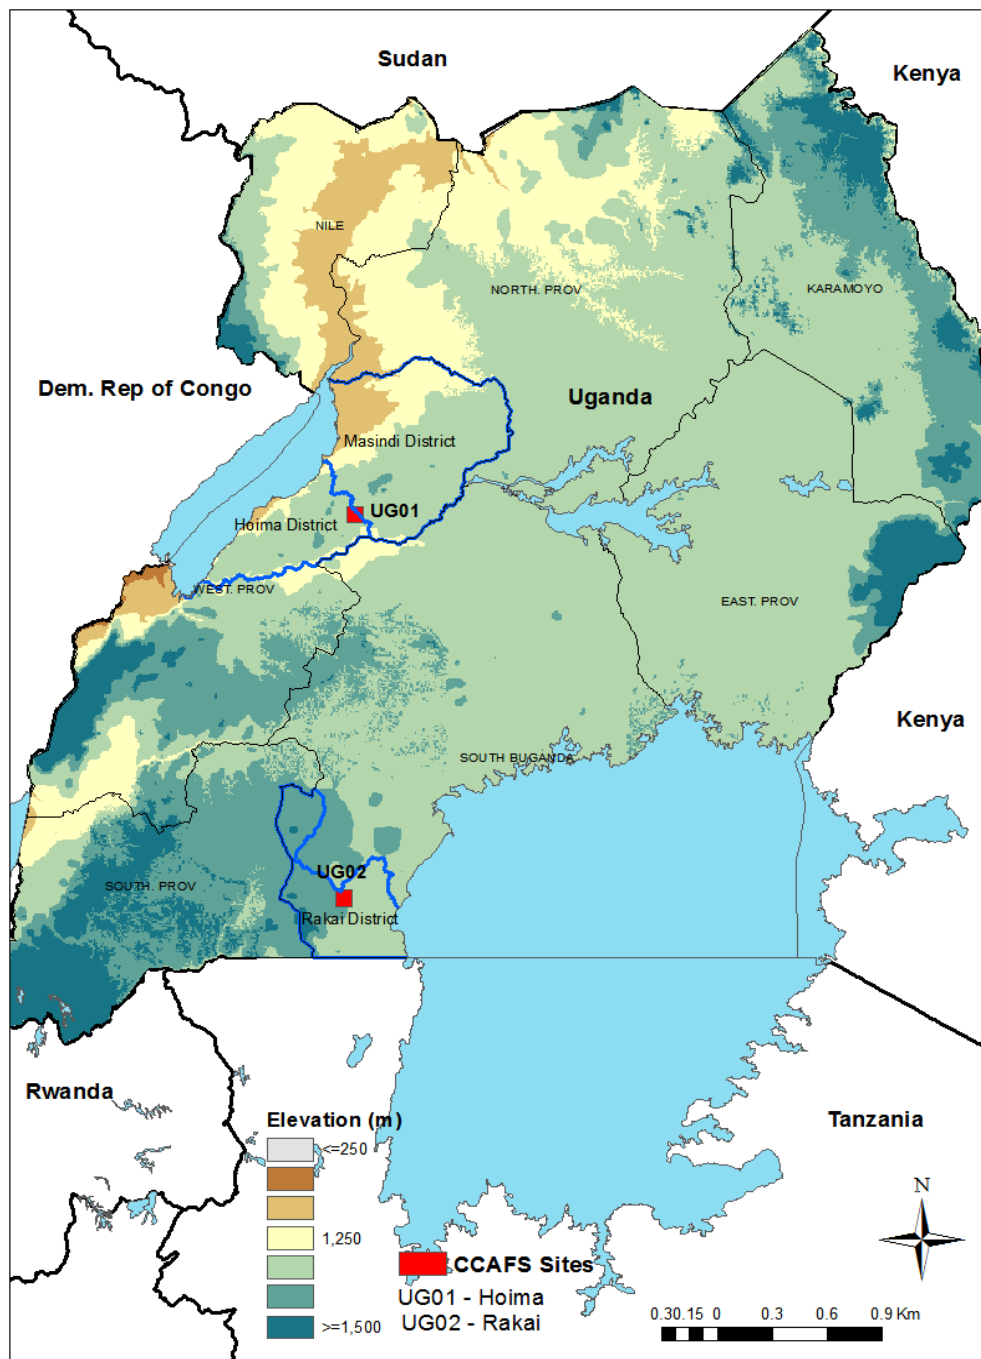 Sudan
Kenya
NILE
NORTH. PROV
KARAMOYO
Dem. Rep of Congo
Uganda
Masindi District
UG01
Hoima District
WEST. PROV
EAST. PROV
Kenya
SOUTH BUGANDA
UG02
SOUTH. PROV
Rakai District
Rwanda
Tanzania
Elevation (m)
<=250
1,250
>=1,500
CCAFS Sites
UG01 - Hoima
UG02 - Rakai
N
0.30.15 0 0.3 0.6 0.9 Km